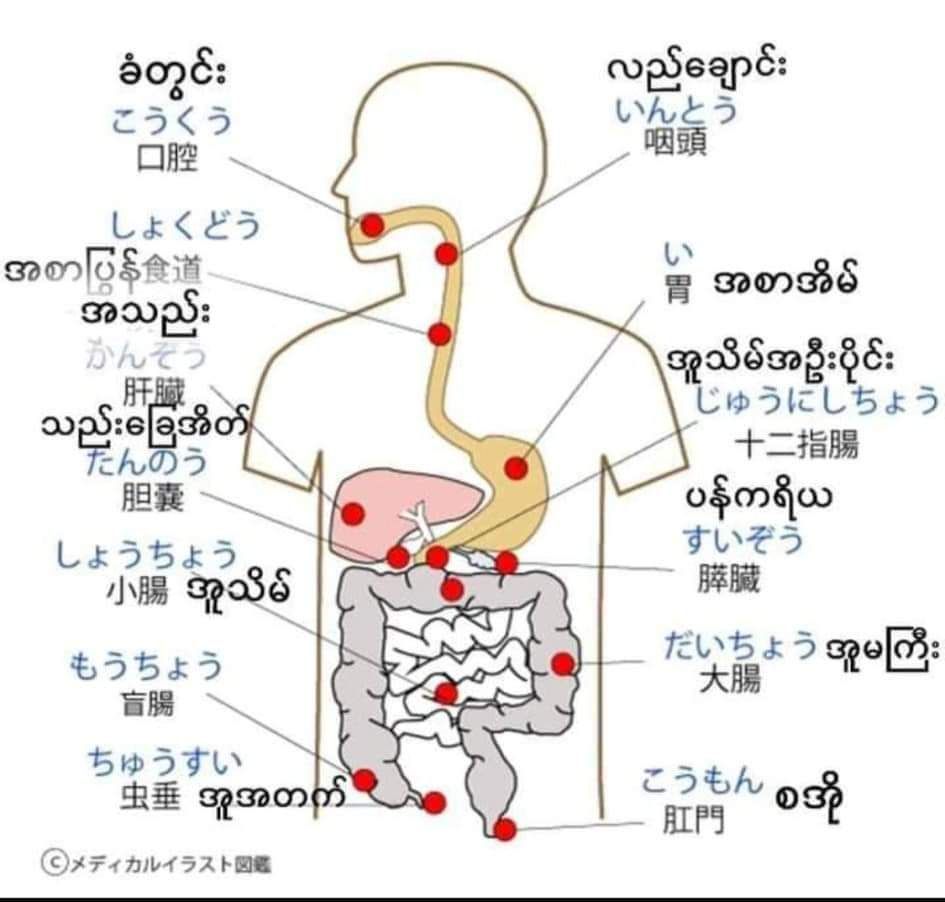 ခံတွင်း
こうくう
口腔
しょくどう
အစာပြွန်食道
အသည်း
かんぞう
肝臓
သည်းခြေအိတ်
たんのう
胆嚢
しょうちょう
小腸 အူသိမ်
もうちょう
盲腸
ちゅうすい
虫垂 အူအတက်
လည်ချောင်း
いんとう
咽頭
い
胃 အစာအိမ်
အူသိမ်အဦးပိုင်း
じゅうにしちょう
十二指腸
ပန်ကရိယ
すいぞう
膵臓
だいちょう အူမကြီး
大腸
こうもん စအို
肛門
©メディカルイラスト図鑑